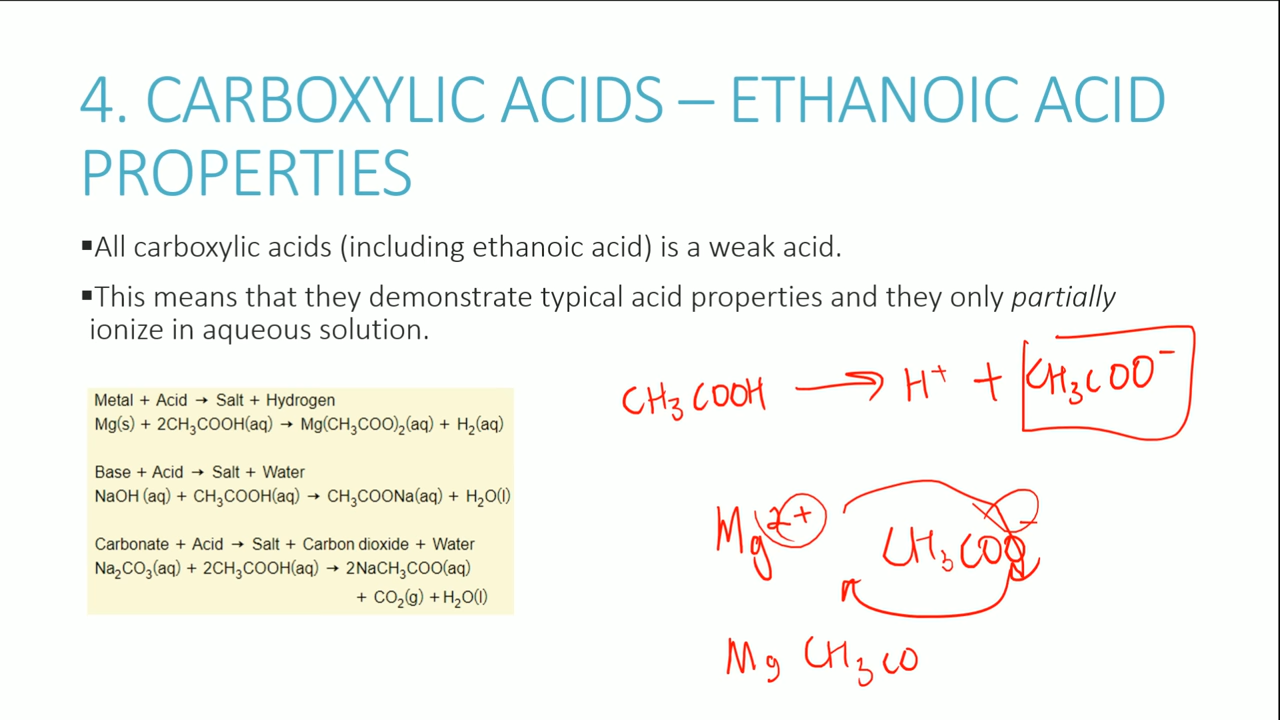 4. CARBOXYLIC ACIDS – ETHANOIC ACID
PROPERTIES
▪All carboxylic acids (including ethanoic acid) is a weak acid.
▪This means that they demonstrate typical acid properties and they only partially
ionize in aqueous solution.
CH₃COOH → H⁺ + CH₃COO⁻
Metal + Acid → Salt + Hydrogen
Mg(s) + 2CH₃COOH(aq) → Mg(CH₃COO)₂(aq) + H₂(aq)
Base + Acid → Salt + Water
NaOH (aq) + CH₃COOH(aq) → CH₃COONa(aq) + H₂O(l)
Carbonate + Acid → Salt + Carbon dioxide + Water
Na₂CO₃(aq) + 2CH₃COOH(aq) → 2NaCH₃COO(aq)
+ CO₂(g) + H₂O(l)
Mg²⁺ CH₃COO⁻
Mg CH₃CO